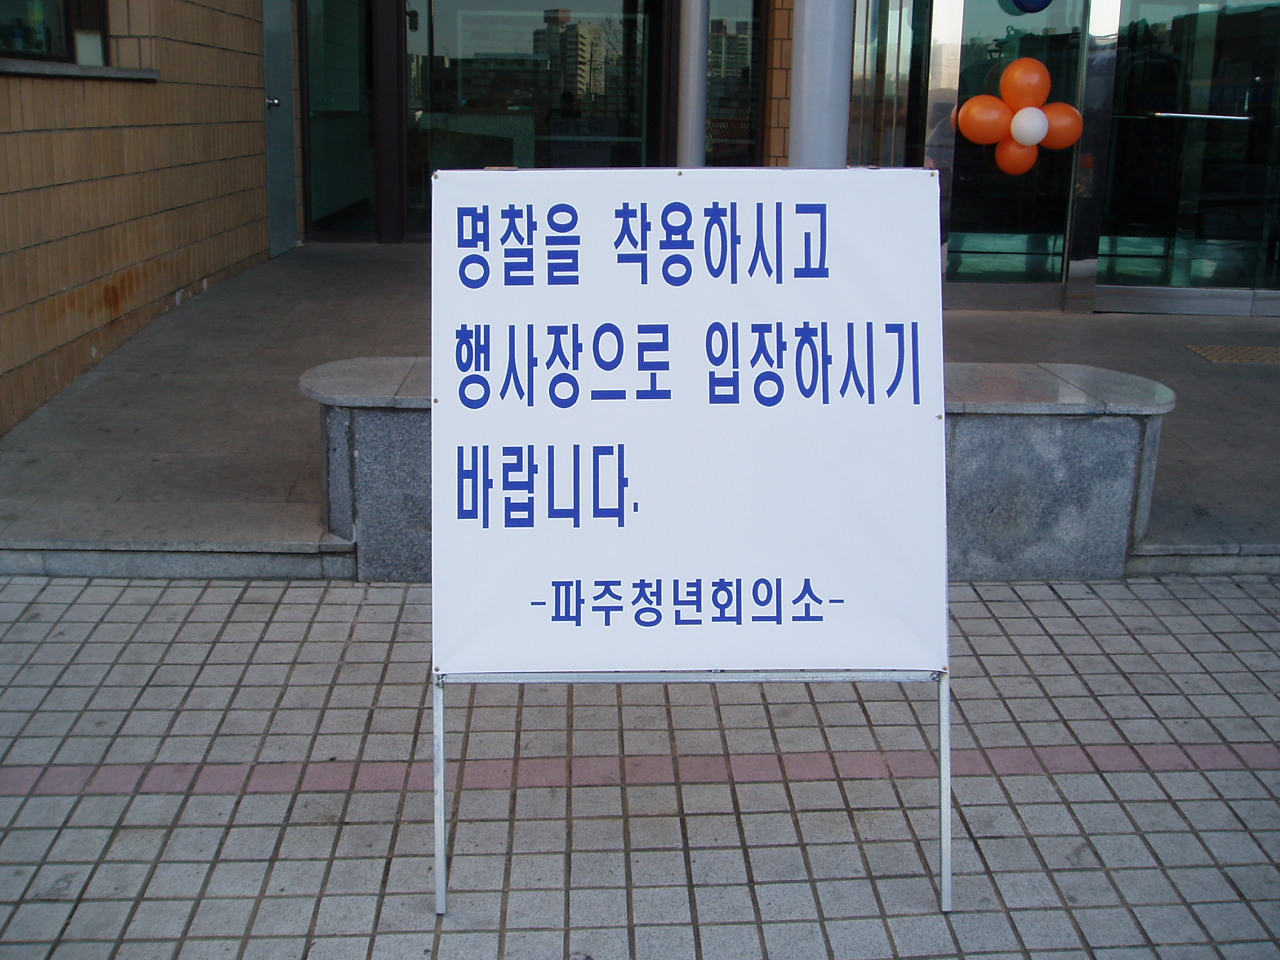 명찰을 착용하시고
행사장으로 입장하시기
바랍니다.
-파주청년회의소-